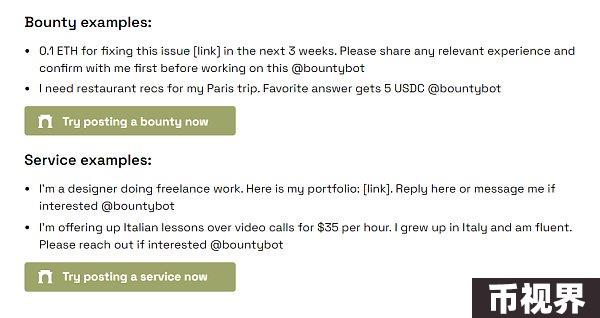 Bounty examples:
• 0.1 ETH for fixing this issue [link] in the next 3 weeks. Please share any relevant experience and
confirm with me first before working on this @bountybot
• I need restaurant recs for my Paris trip. Favorite answer gets 5 USDC @bountybot
Try posting a bounty now
Service examples:
• I'm a designer doing freelance work. Here is my portfolio: [link]. Reply here or message me if
interested @bountybot
• I'm offering up Italian lessons over video calls for $35 per hour. I grew up in Italy and am fluent.
Please reach out if interested @bountybot
Try posting a service now
币视界